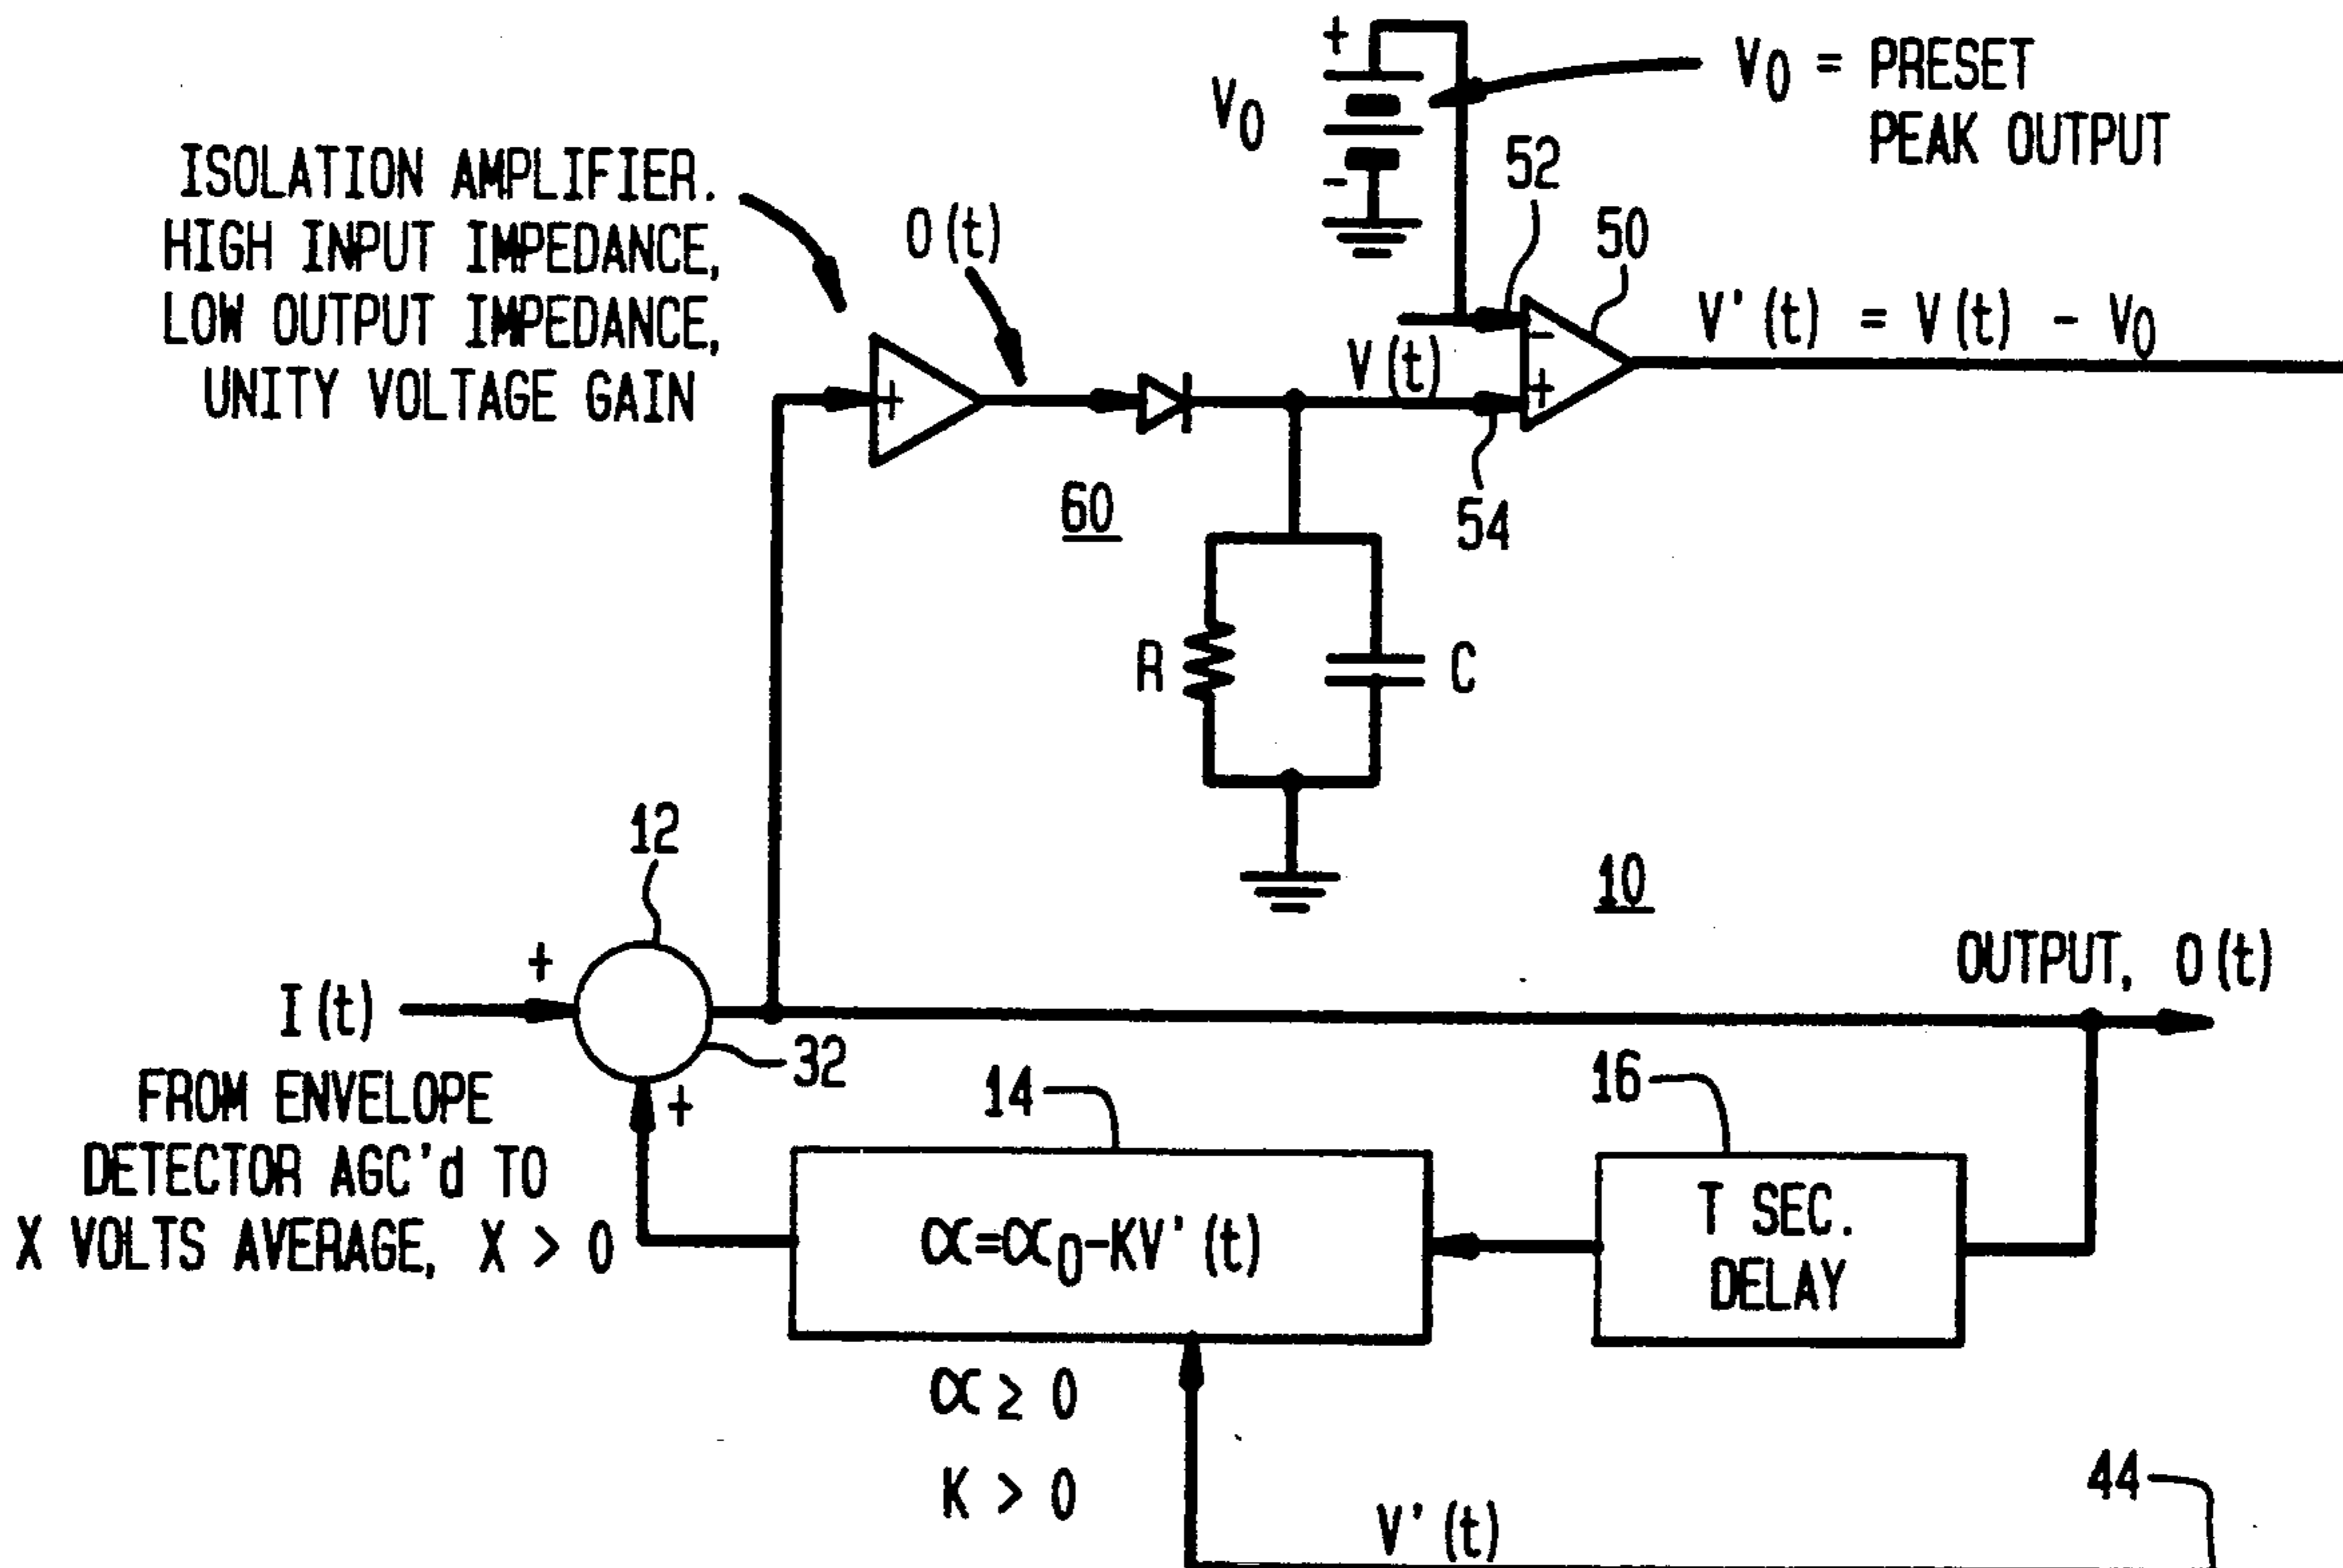 +
V0
-
V0 = PRESET
PEAK OUTPUT
52
50
ISOLATION AMPLIFIER.
HIGH INPUT IMPEDANCE,
LOW OUTPUT IMPEDANCE,
UNITY VOLTAGE GAIN
O(t)
+
V(t)
-
+
V'(t) = V(t) - V0
60
54
R
C
12
10
+
I(t)
32
OUTPUT, O(t)
FROM ENVELOPE
DETECTOR AGC'd TO
X VOLTS AVERAGE, X > 0
+
14
16
∝=∝0-KV'(t)
T SEC.
DELAY
∝ ≥ 0
K > 0
V'(t)
44